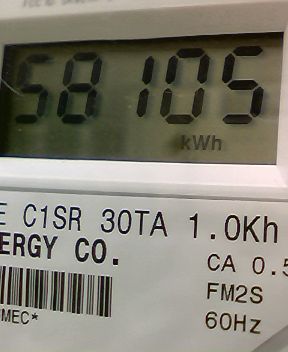 58105
kWh
E C1SR 30TA 1.0Kh
ERGY CO.
CA 0.5
FM2S
MEC*
60Hz